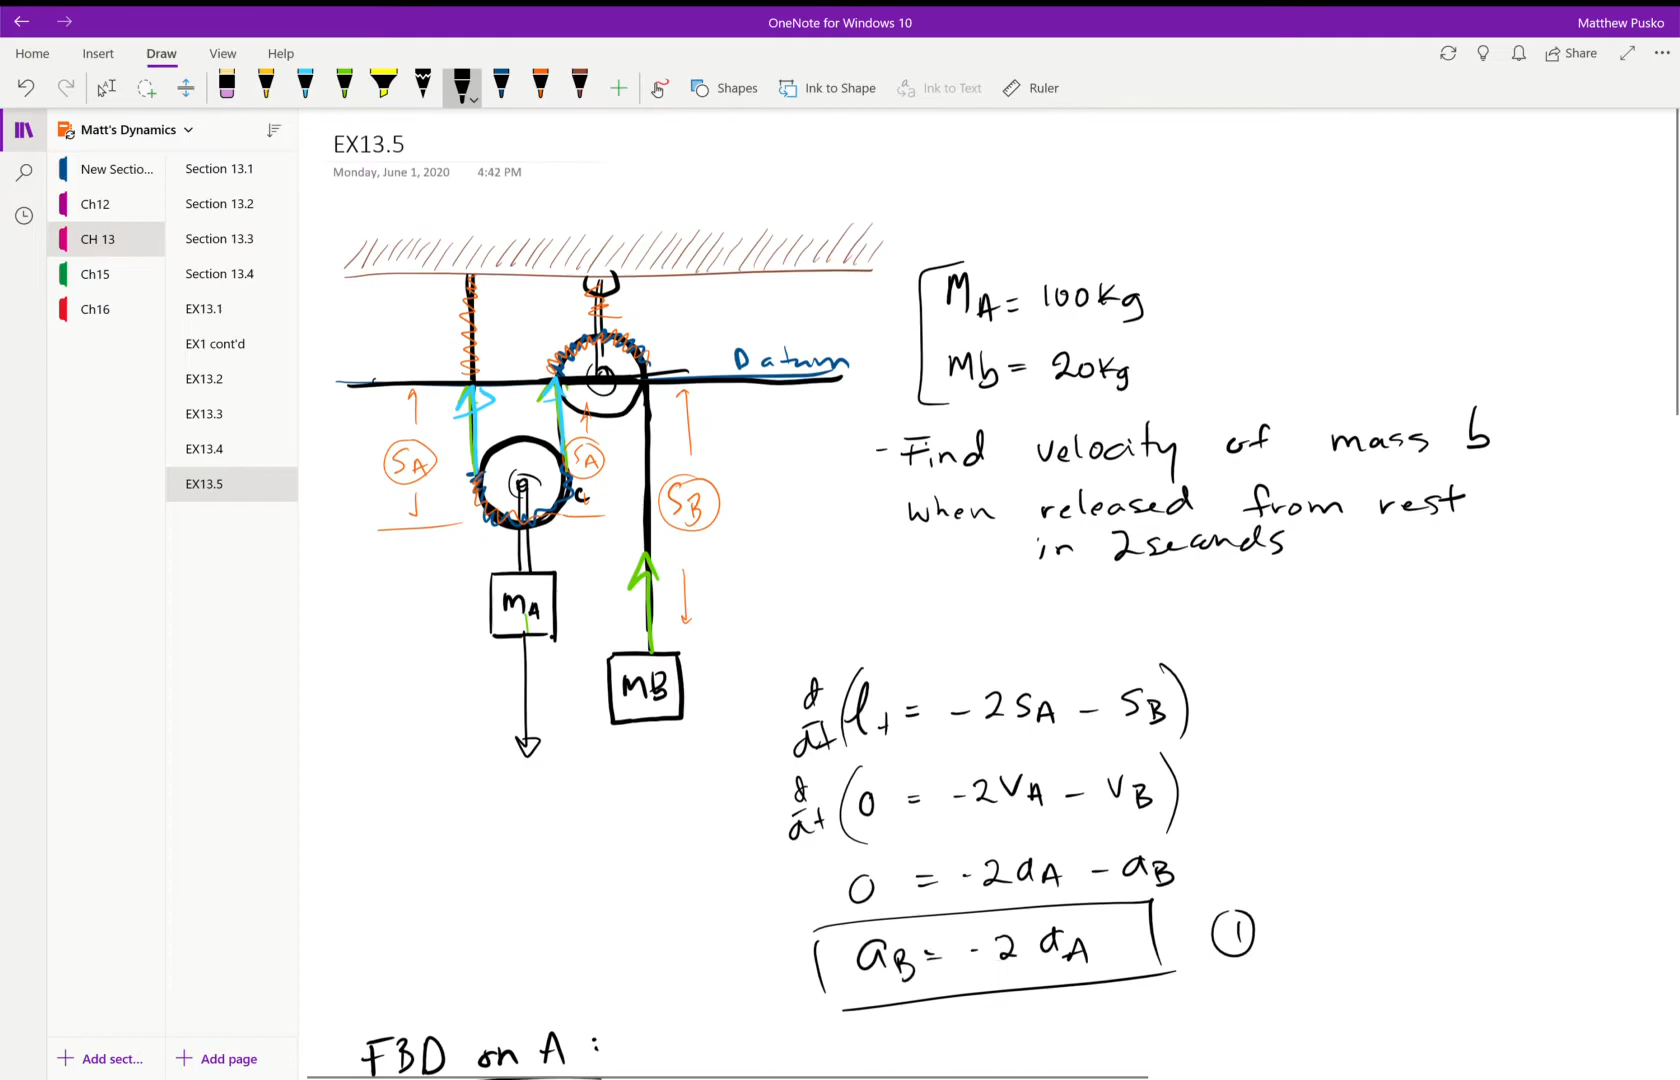 OneNote for Windows 10
Matthew Pusko
Home
Insert
Draw
View
Help
Share
Shapes
Ink to Shape
Ink to Text
Ruler
Matt's Dynamics
New Sectio...
Ch12
CH 13
Ch15
Ch16
Section 13.1
Section 13.2
Section 13.3
Section 13.4
EX13.1
EX1 cont'd
EX13.2
EX13.3
EX13.4
EX13.5
Add sect...
Add page
EX13.5
Monday, June 1, 2020 4:42 PM
Datum
SA
SA
SB
C
MA
MB
MA = 100kg
Mb = 20kg
- Find velocity of mass b
when released from rest
in 2seconds
d/dt (lt = -2SA - SB)
d/dt (0 = -2VA - VB)
0 = -2aA - aB
aB = -2aA
1
FBD on A: